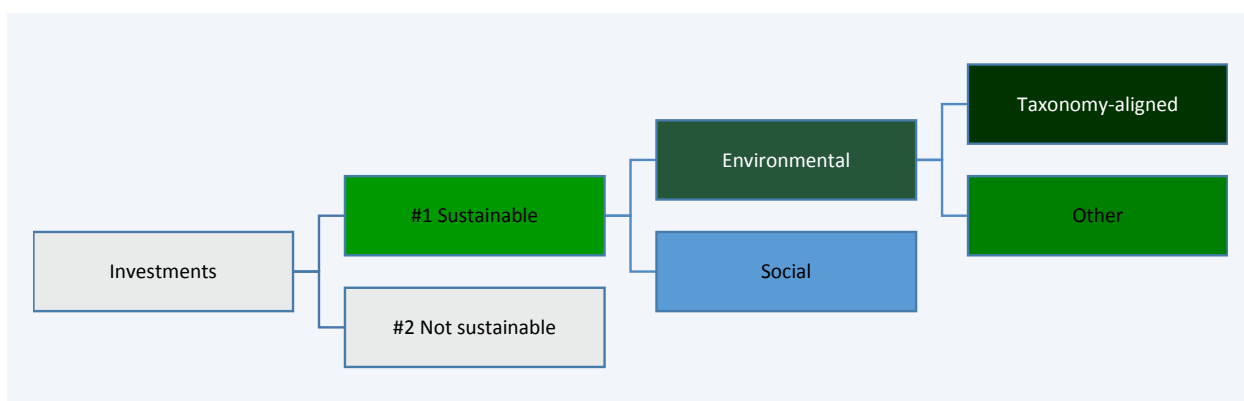 Investments
#1 Sustainable
#2 Not sustainable
Environmental
Social
Taxonomy-aligned
Other